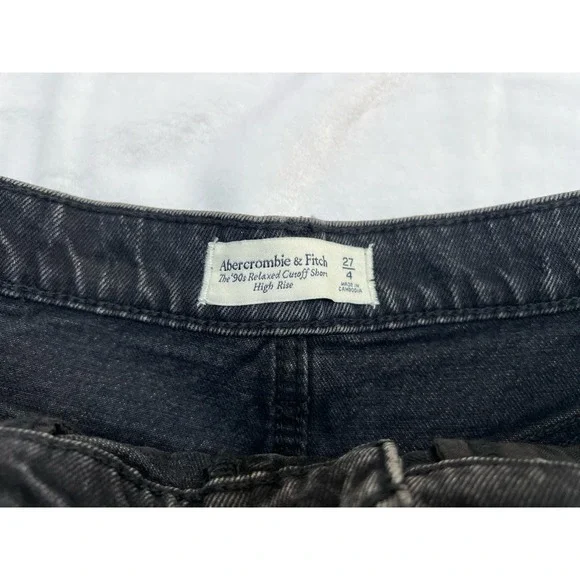 Abercrombie & Fitch
The '90s Relaxed Cutoff Short
High Rise
27
4
MADE IN
CAMBODIA